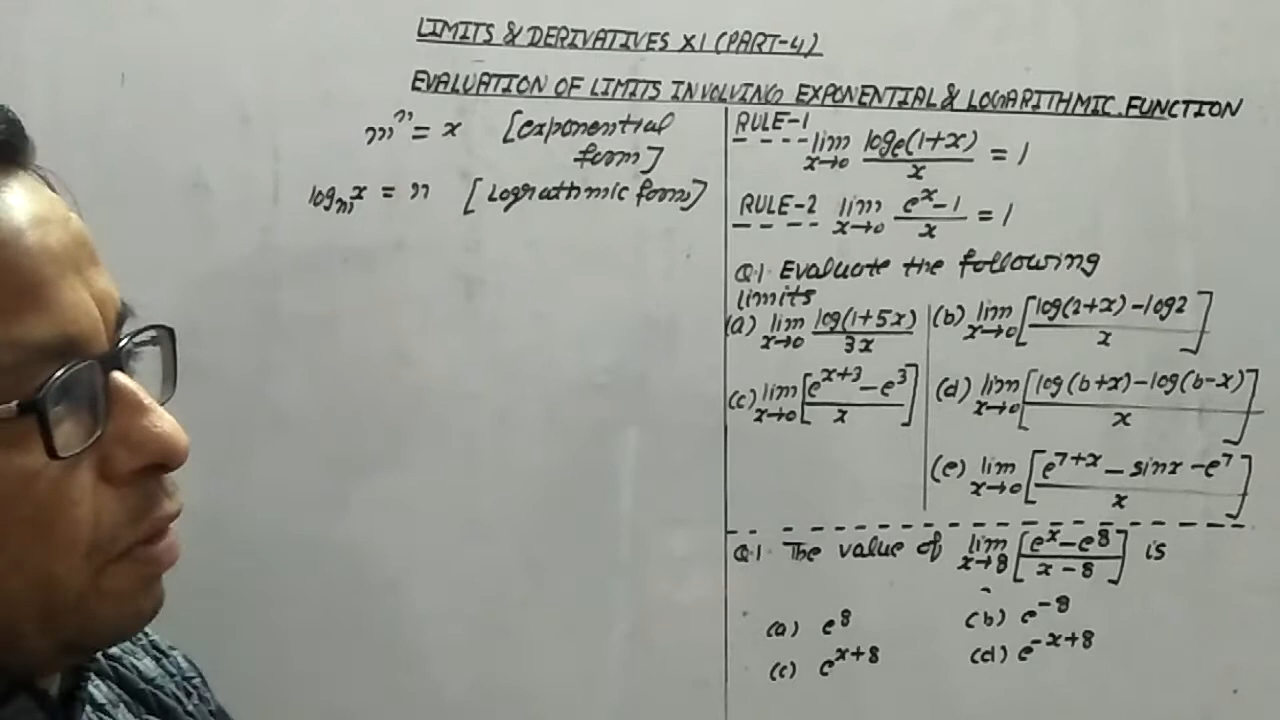 LIMITS & DERIVATIVES XI (PART-4)
EVALUATION OF LIMITS INVOLVING EXPONENTIAL & LOGARITHMIC FUNCTION
m^n = x [exponential
form]
log_m x = n [Lograthmic form]
RULE-1
lim x→0 log_e(1+x)/x = 1
RULE-2 lim x→0 (e^x - 1)/x = 1
Q.1. Evaluate the following
limits
(a) lim x→0 log(1+5x)/3x
(b) lim x→0 [(log(2+x) - log2)/x]
(c) lim x→0 [(e^(x+3) - e^3)/x]
(d) lim x→0 [(log(b+x) - log(b-x))/x]
(e) lim x→0 [(e^(7+x) - sinx - e^7)/x]
Q.1. The value of lim x→8 [(e^x - e^8)/(x - 8)] is
(a) e^8 (b) e^-8
(c) e^(x+8) (d) e^(-x+8)